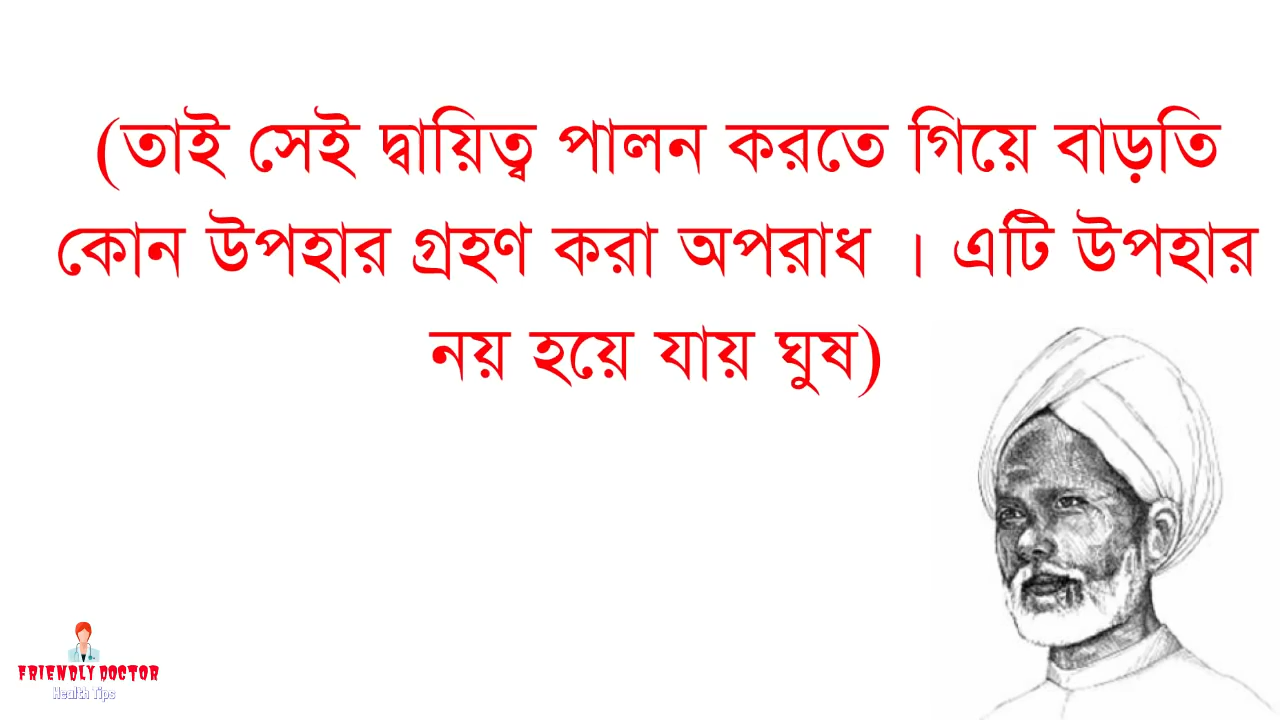 (তাই সেই দ্বায়িত্ব পালন করতে গিয়ে বাড়তি
কোন উপহার গ্রহণ করা অপরাধ । এটি উপহার
নয় হয়ে যায় ঘুষ)
FRIENDLY DOCTOR
Health Tips